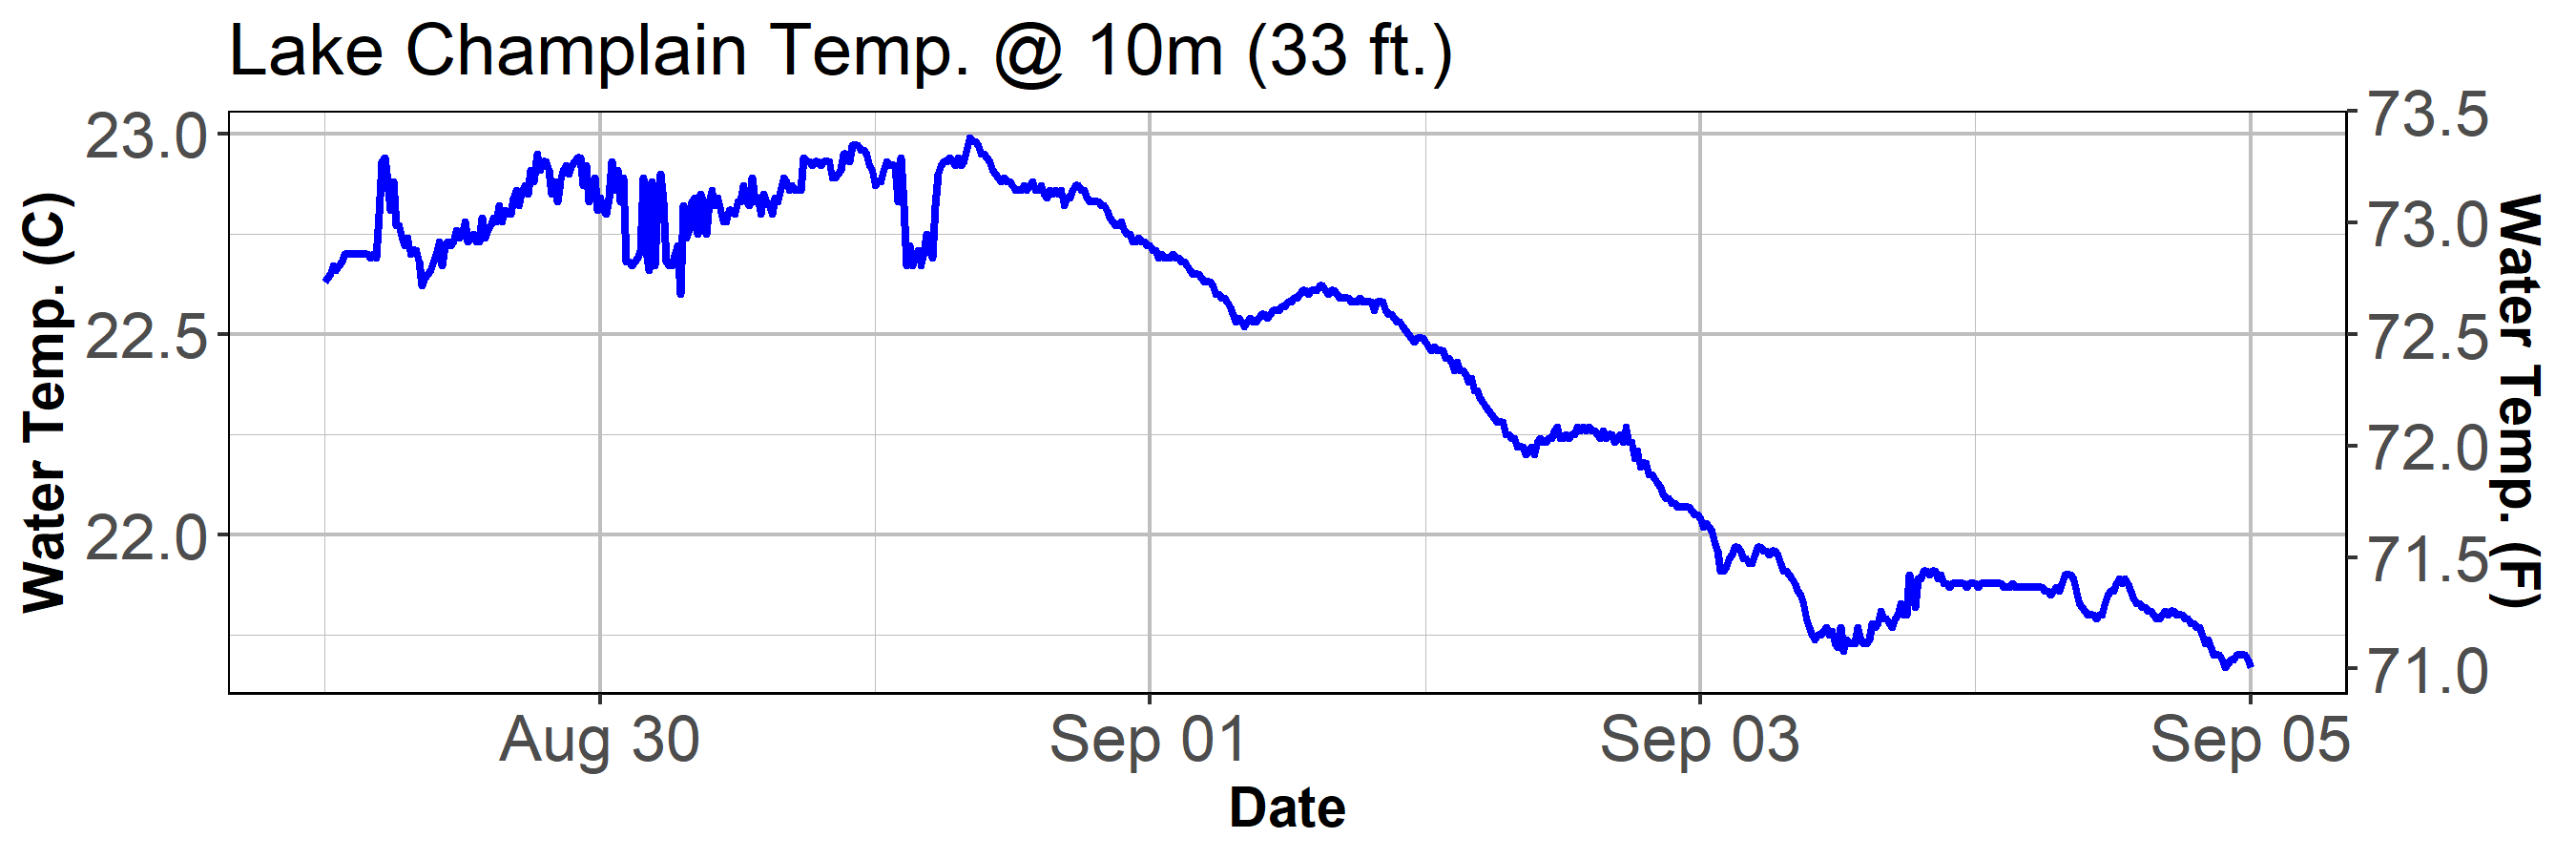 Lake Champlain Temp. @ 10m (33 ft.)
Water Temp. (C)
23.0
22.5
22.0
73.5
73.0
72.5
72.0
71.5
71.0
Water Temp. (F)
Aug 30
Sep 01
Sep 03
Sep 05
Date